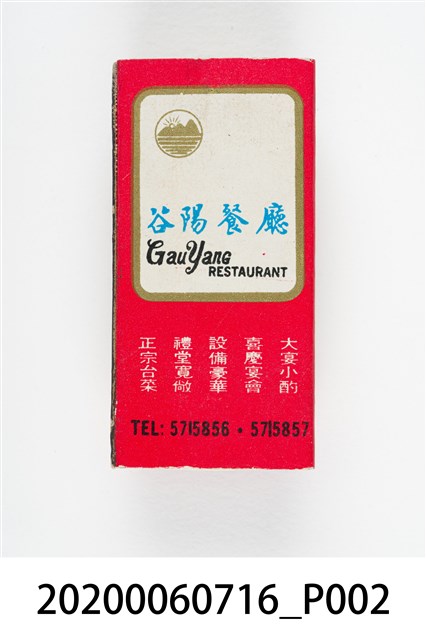 谷陽餐廳
GauYang
RESTAURANT
大宴小酌
喜慶宴會
設備豪華
禮堂寬敞
正宗台菜
TEL: 5715856 • 5715857
20200060716_P002